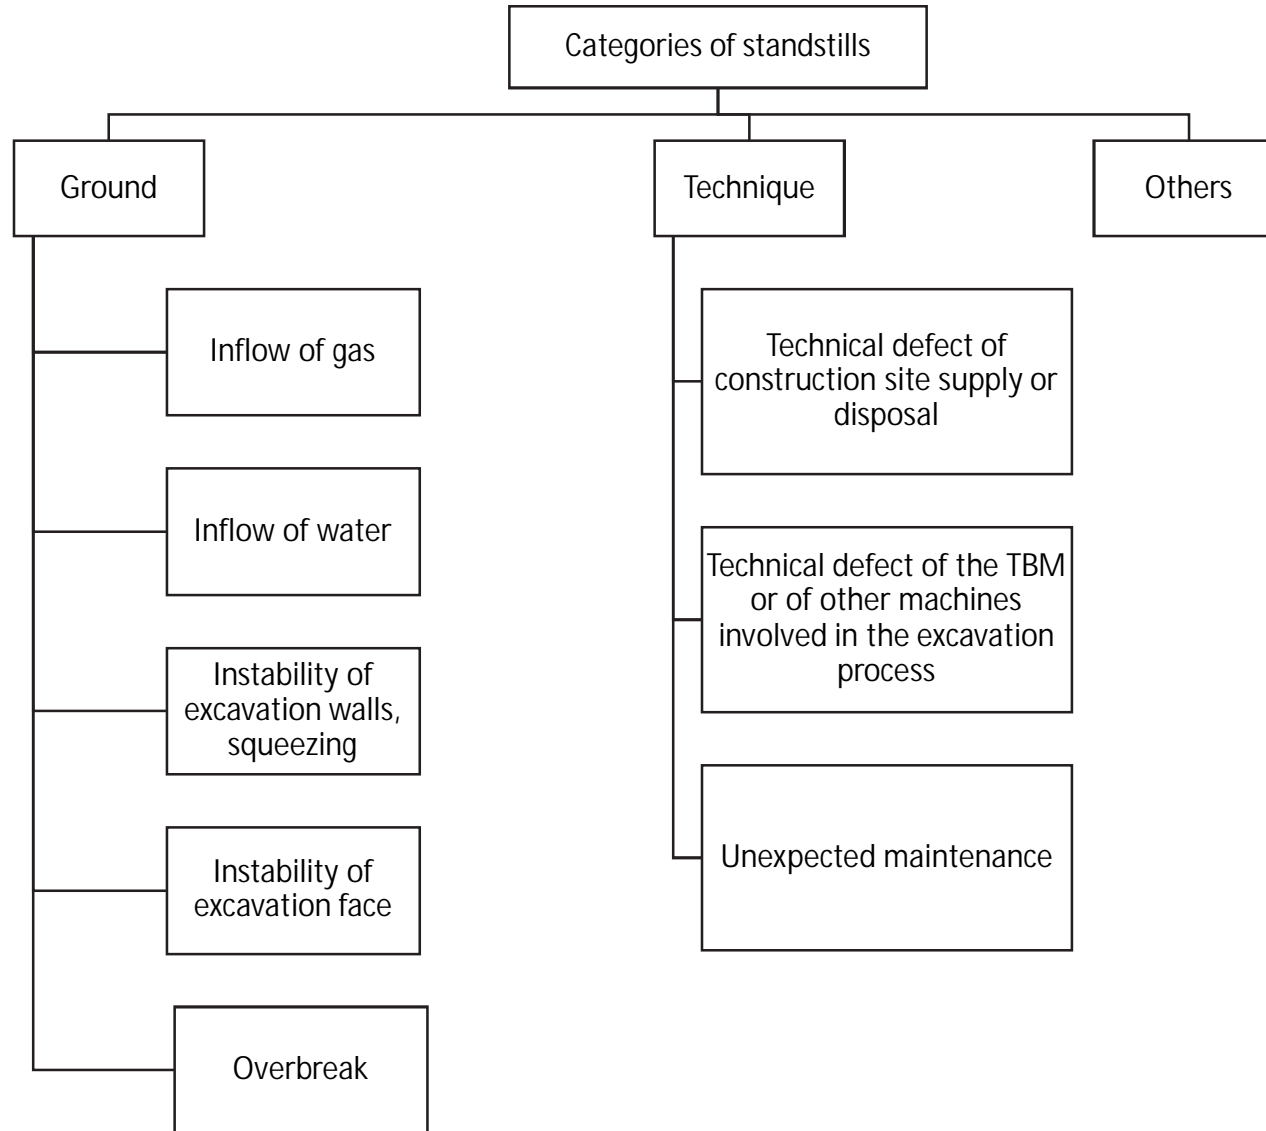 Categories of standstills
Ground
Technique
Others
Inflow of gas
Technical defect of
construction site supply or
disposal
Inflow of water
Technical defect of the TBM
or of other machines
involved in the excavation
process
Instability of
excavation walls,
squeezing
Instability of
excavation face
Unexpected maintenance
Overbreak